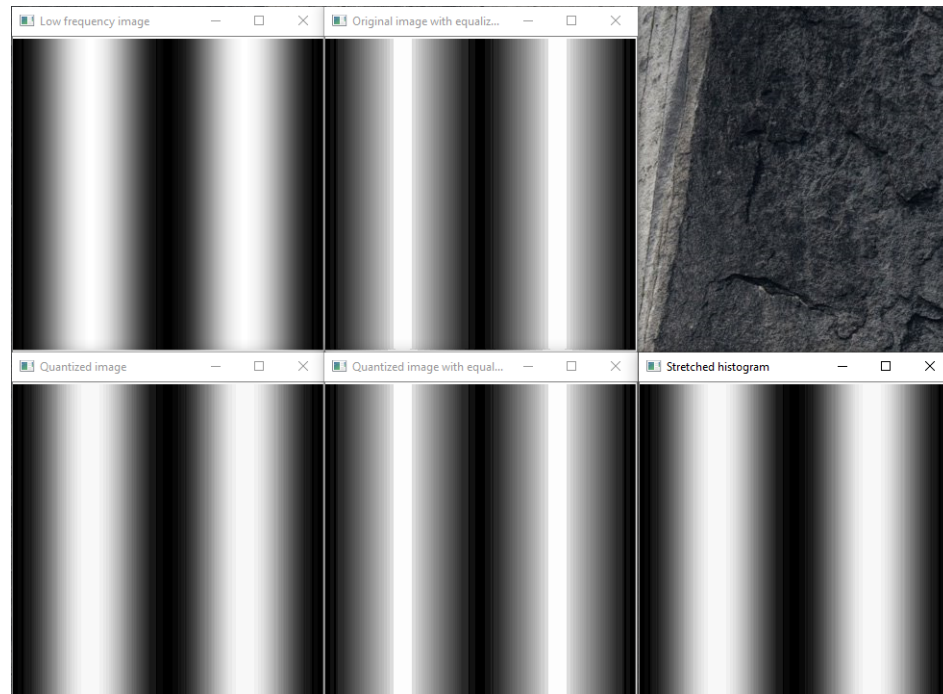 Low frequency image
Original image with equaliz...
Quantized image
Quantized image with equal...
Stretched histogram